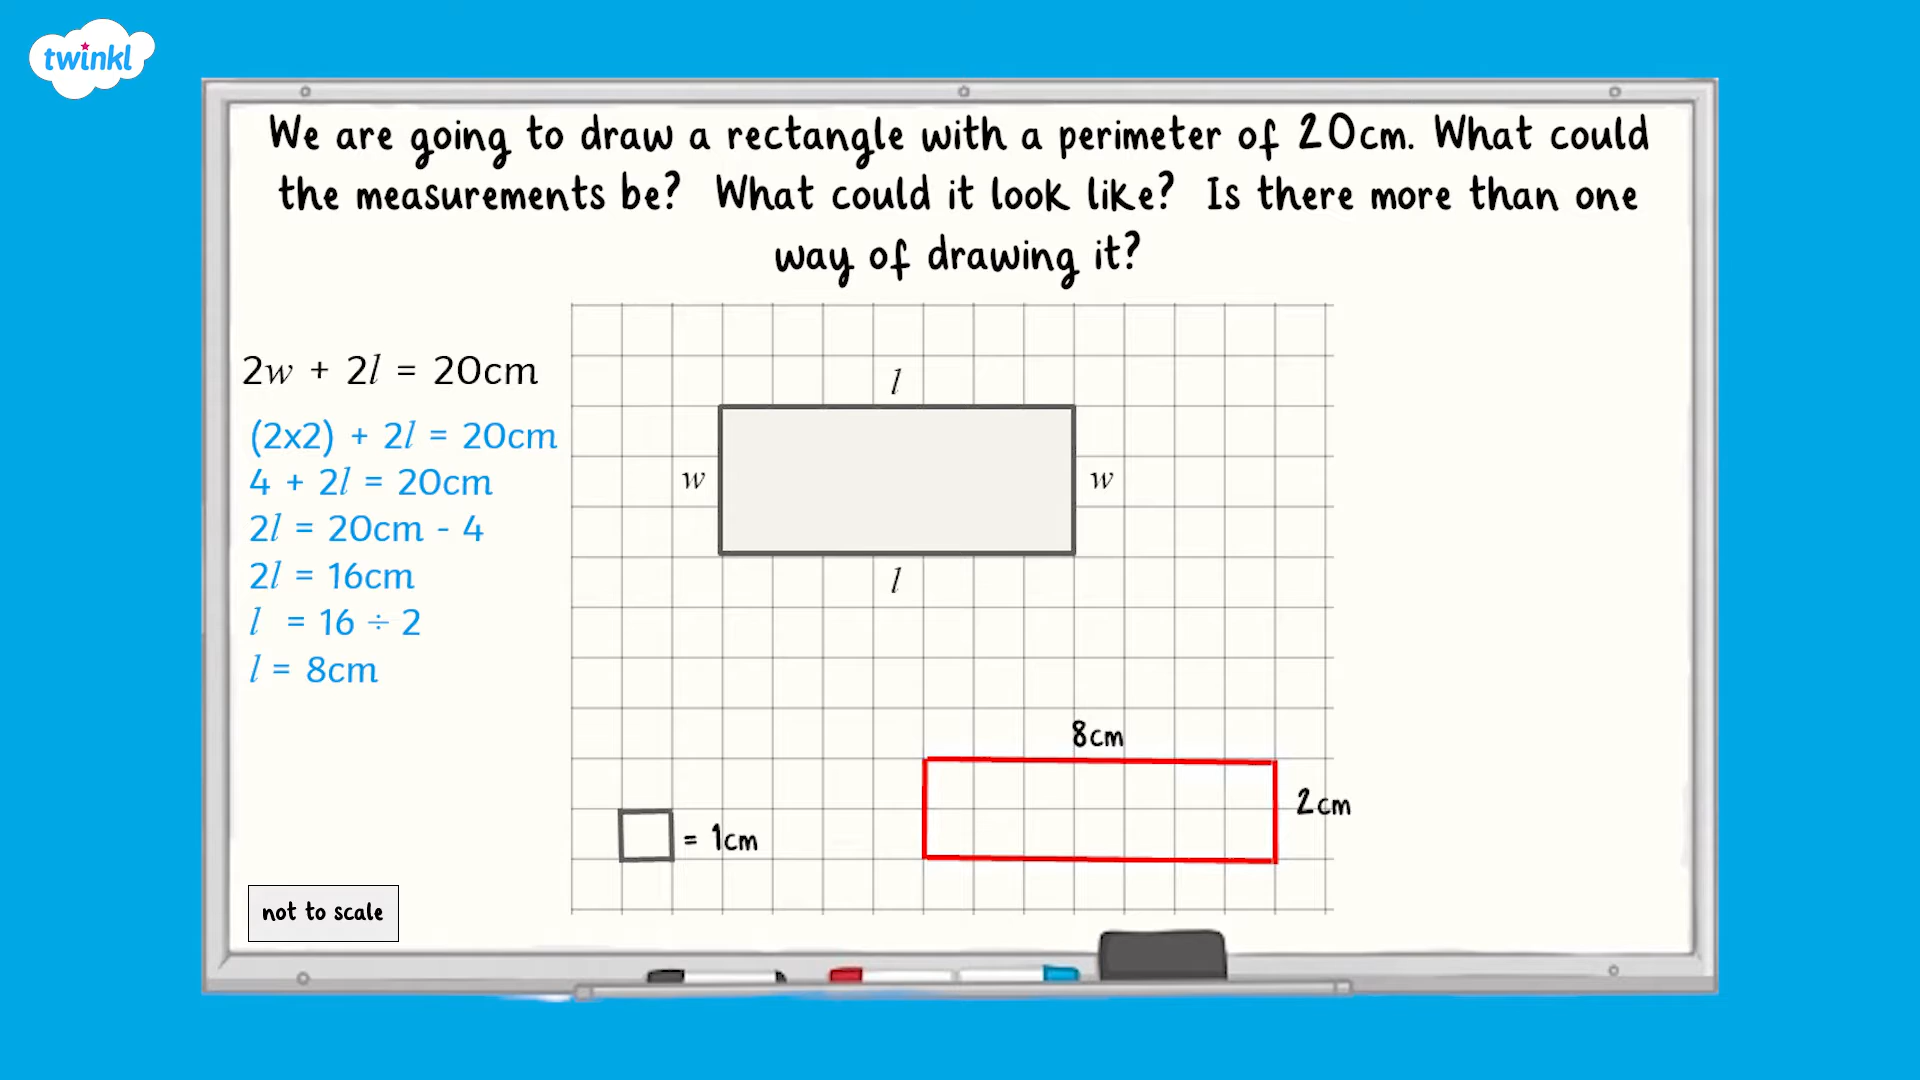 twinkl
We are going to draw a rectangle with a perimeter of 20cm. What could
the measurements be? What could it look like? Is there more than one
way of drawing it?
2w + 2l = 20cm
(2x2) + 2l = 20cm
4 + 2l = 20cm
2l = 20cm - 4
2l = 16cm
l = 16 ÷ 2
l = 8cm
l
w
w
l
8cm
2cm
= 1cm
not to scale